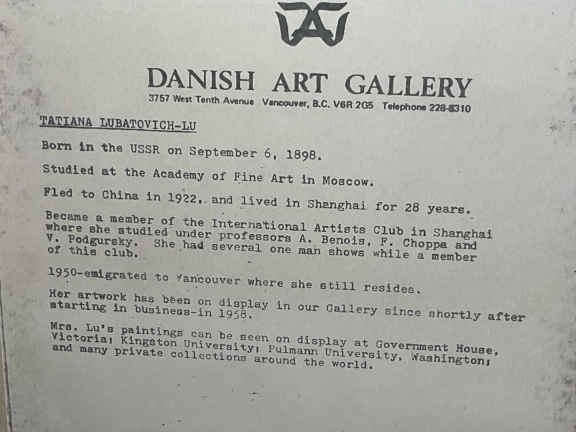 DANISH ART GALLERY
3757 West Tenth Avenue Vancouver, B.C. V6R 2G5 Telephone 228-8310
TATIANA LUBATOVICH-LU
Born in the USSR on September 6, 1898.
Studied at the Academy of Fine Art in Moscow.
Fled to China in 1922, and lived in Shanghai for 28 years.
Became a member of the International Artists Club in Shanghai
where she studied under professors A. Benois, F. Choppa and
V. Podgursky. She had several one man shows while a member
of this club.
1950-emigrated to Vancouver where she still resides.
Her artwork has been on display in our Gallery since shortly after
starting in business-in 1958.
Mrs. Lu's paintings can be seen on display at Government House,
Victoria; Kingston University; Pulmann University, Washington;
and many private collections around the world.